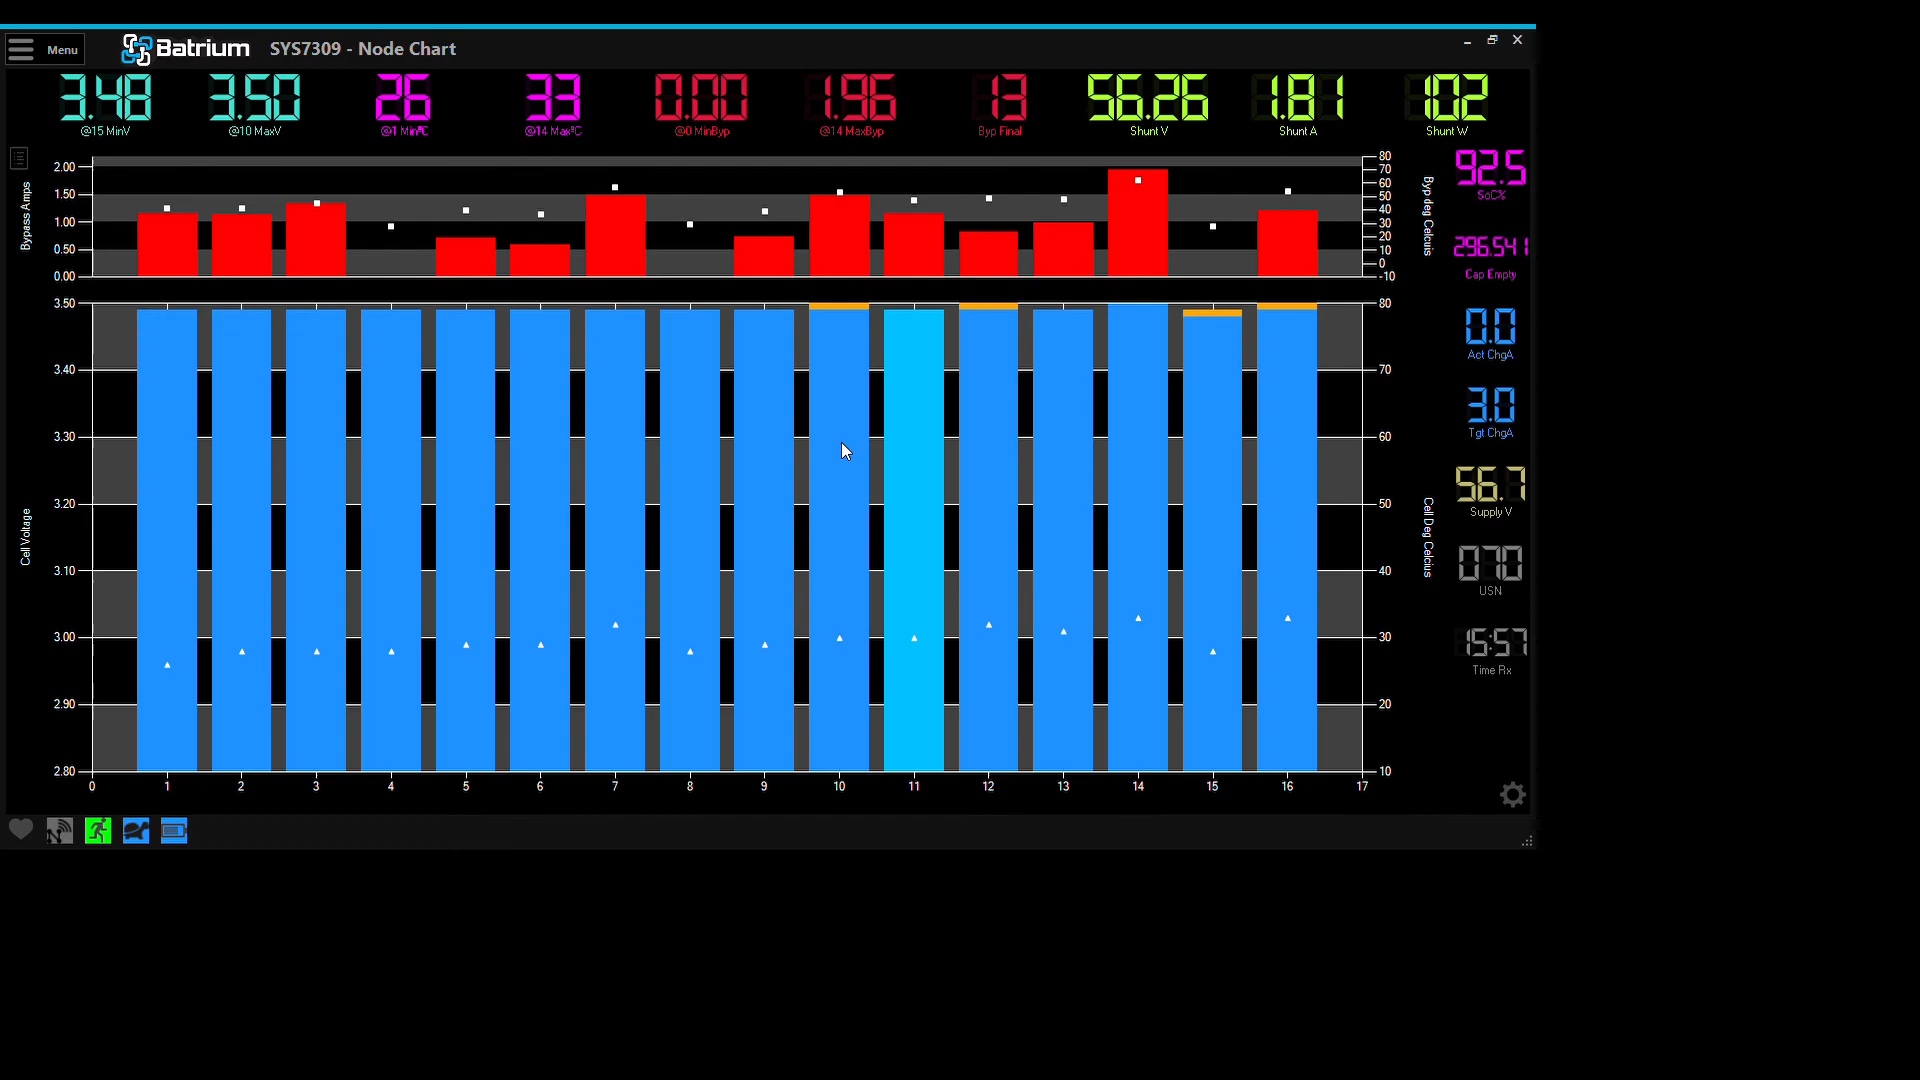 Menu
Batrium
SYS7309 - Node Chart
3.48 3.50 26 33 0.00 1.96 13 56.26 1.81 102
@15 MinV @10 MaxV @1 Min°C @14 Max°C @0 MinByp @14 MaxByp Byp Final Shunt V Shunt A Shunt W
Bypass Amps
2.00
1.50
1.00
0.50
0.00
80
70
60
50
40
30
20
10
0
-10
Byp deg Celcuis
92.5
SoC%
296.541
Cap Empty
0.0
Act ChgA
3.0
Tgt ChgA
56.7
Supply V
070
USN
15:57
Time Rx
Cell Voltage
3.50
3.40
3.30
3.20
3.10
3.00
2.90
2.80
80
70
60
50
40
30
20
10
Cell Deg Celcius
0 1 2 3 4 5 6 7 8 9 10 11 12 13 14 15 16 17
N